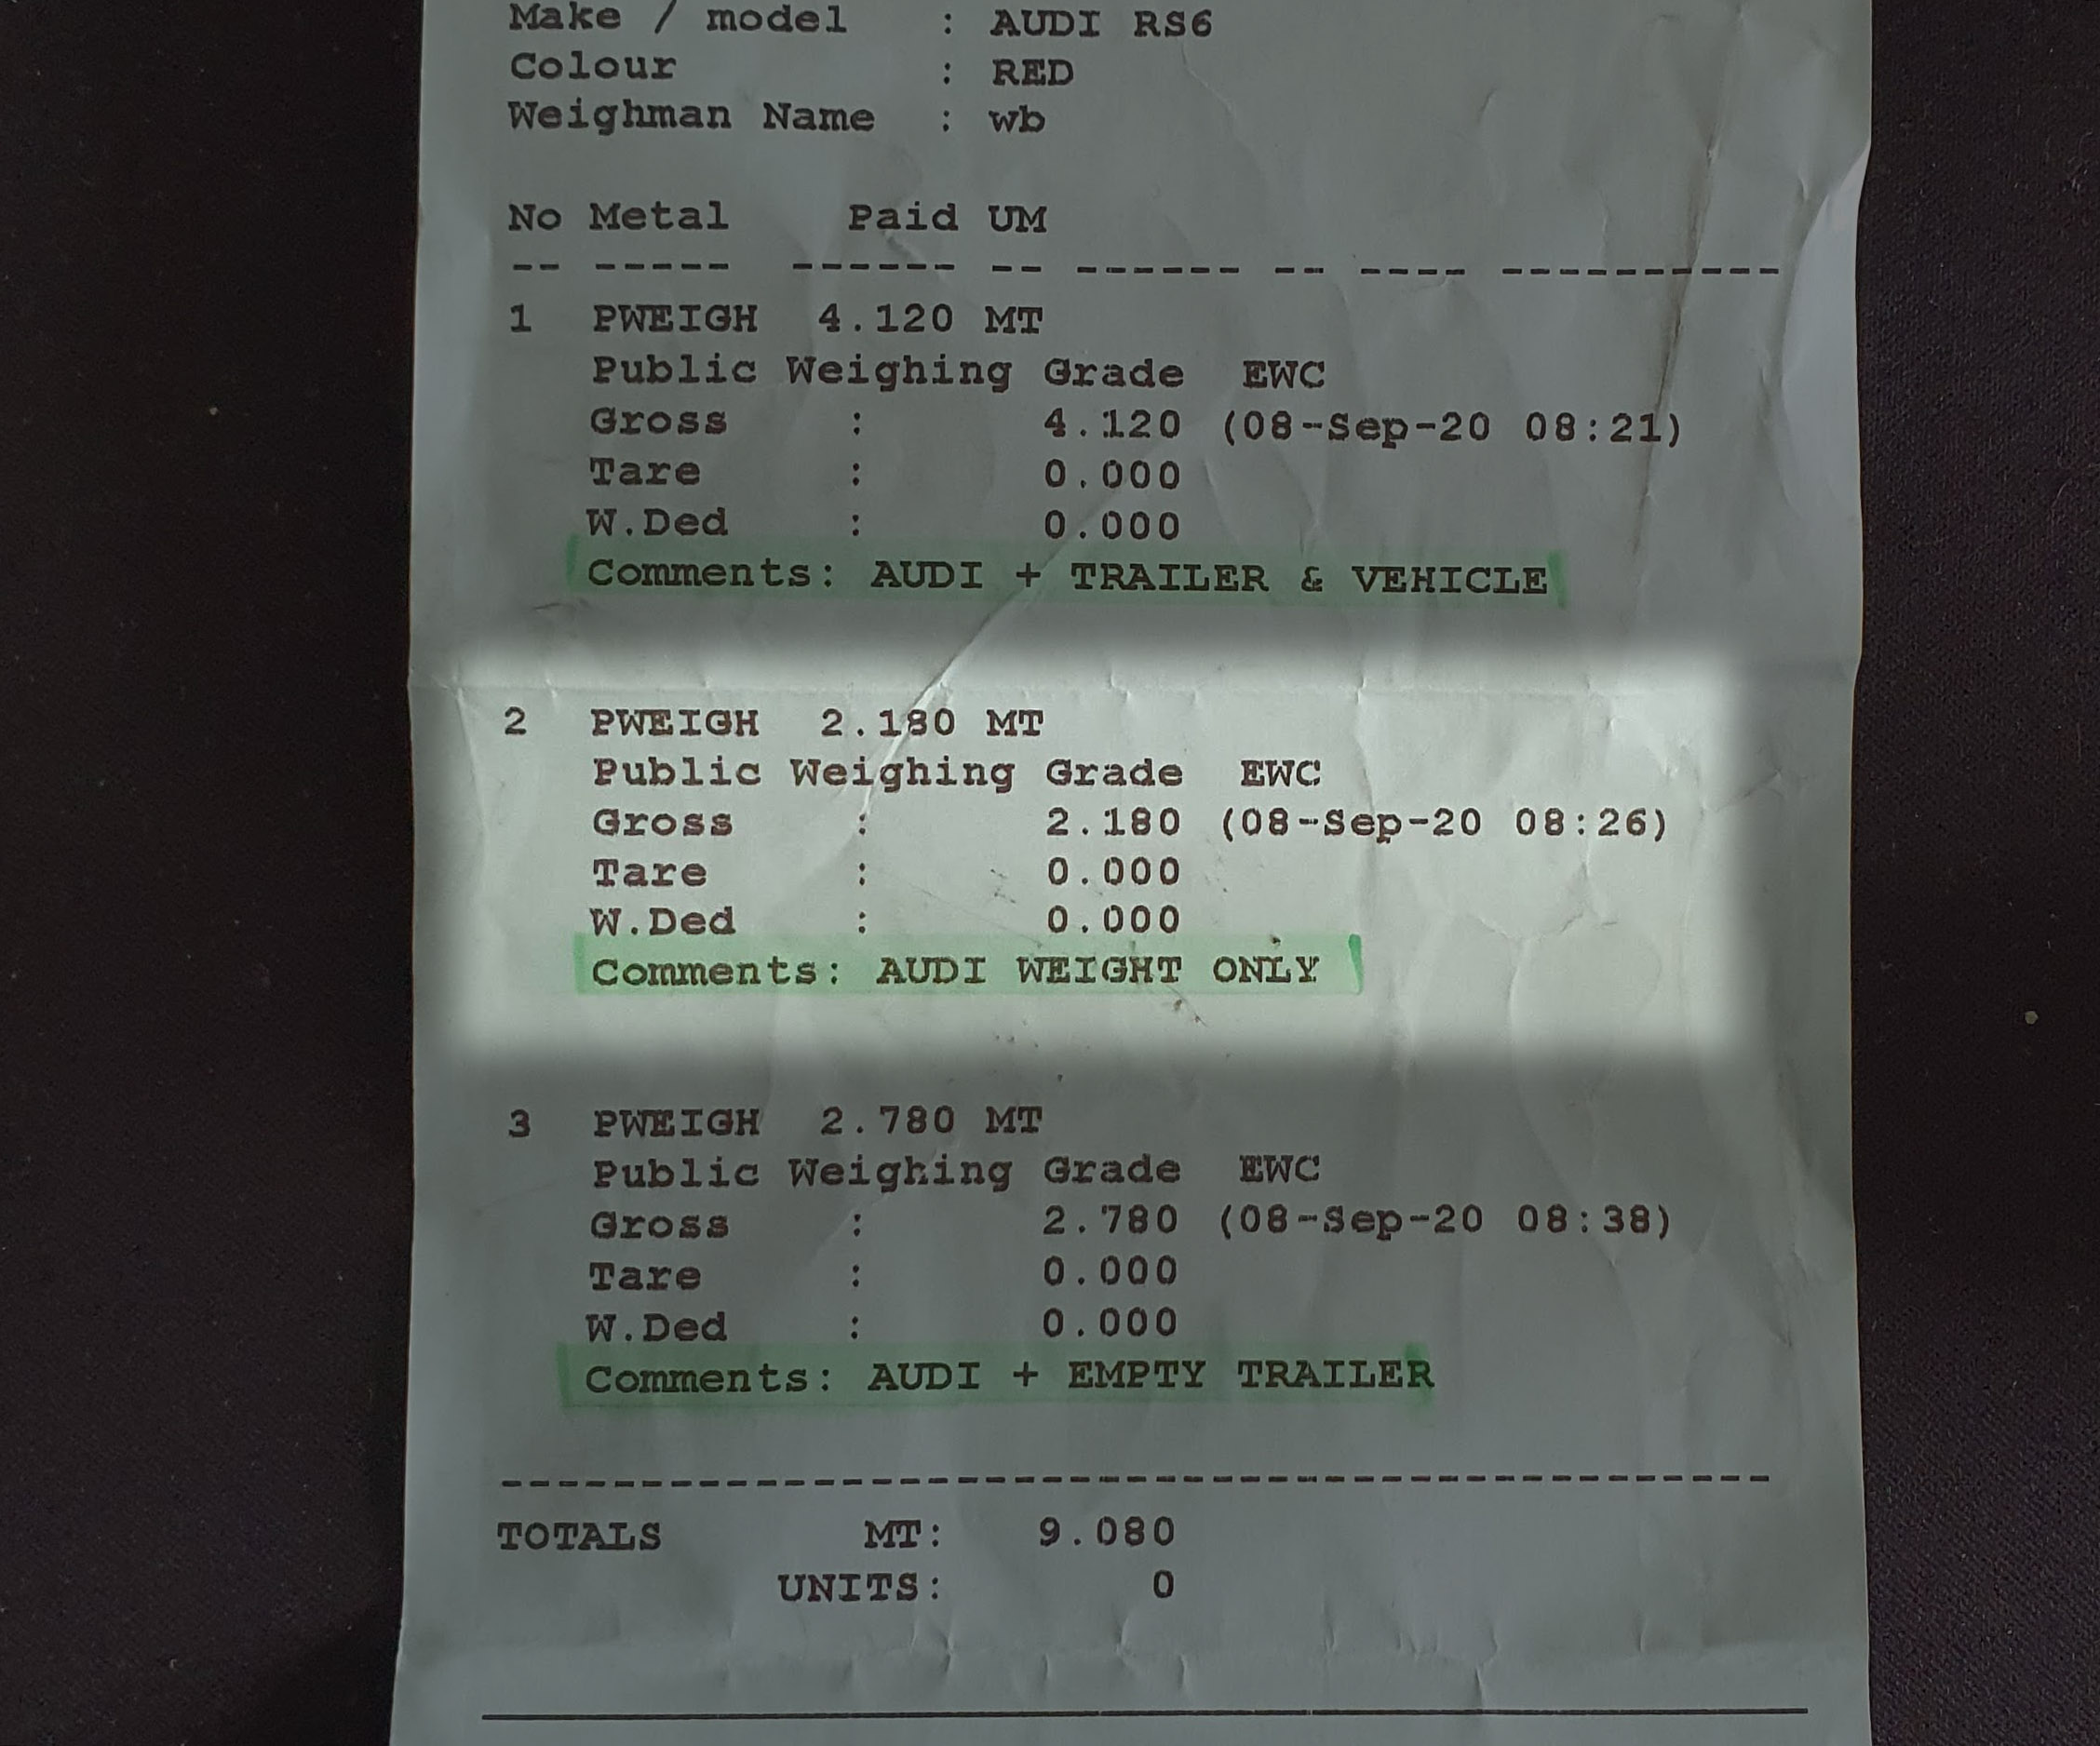 Make / model : AUDI RS6
Colour : RED
Weighman Name : wb
No Metal Paid UM
-- ----- ------ -- ------ -- ---- ----------
1 PWEIGH 4.120 MT
Public Weighing Grade EWC
Gross : 4.120 (08-Sep-20 08:21)
Tare : 0.000
W.Ded : 0.000
Comments: AUDI + TRAILER & VEHICLE
2 PWEIGH 2.180 MT
Public Weighing Grade EWC
Gross : 2.180 (08-Sep-20 08:26)
Tare : 0.000
W.Ded : 0.000
Comments: AUDI WEIGHT ONLY
3 PWEIGH 2.780 MT
Public Weighing Grade EWC
Gross : 2.780 (08-Sep-20 08:38)
Tare : 0.000
W.Ded : 0.000
Comments: AUDI + EMPTY TRAILER
---------------------------------------------
TOTALS MT: 9.080
UNITS: 0